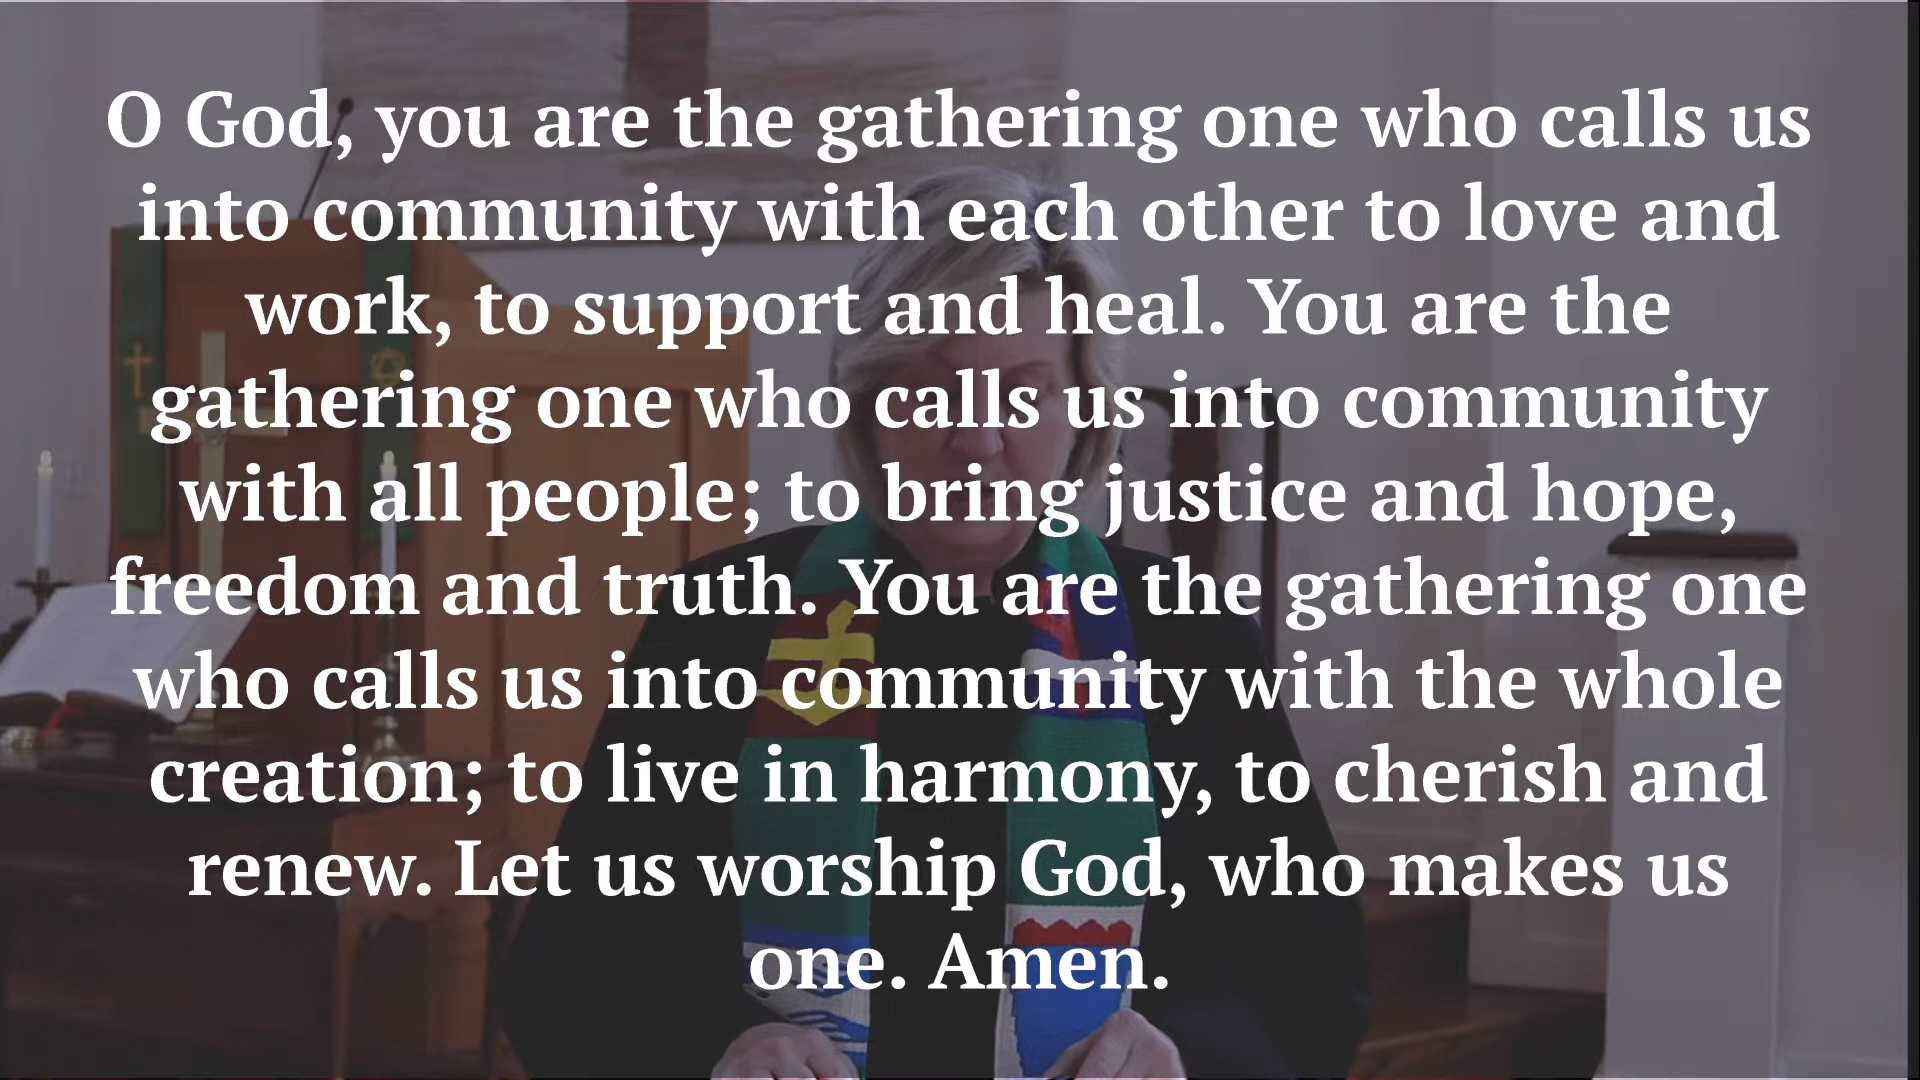 O God, you are the gathering one who calls us
into community with each other to love and
work, to support and heal. You are the
gathering one who calls us into community
with all people; to bring justice and hope,
freedom and truth. You are the gathering one
who calls us into community with the whole
creation; to live in harmony, to cherish and
renew. Let us worship God, who makes us
one. Amen.